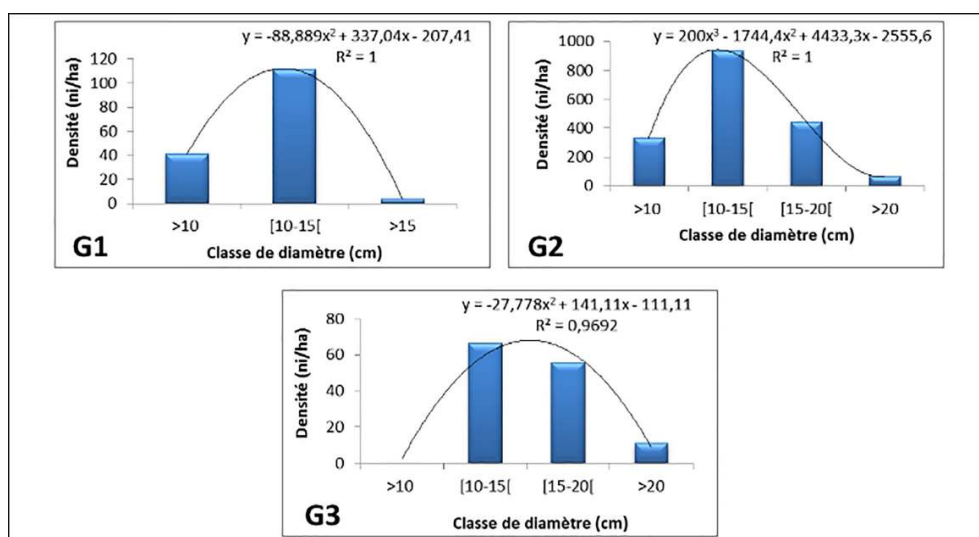 y = -88,889x² + 337,04x - 207,41
R² = 1
Densité (ni/ha)
120
100
80
60
40
20
0
>10 [10-15[ >15
Classe de diamètre (cm)
G1
y = 200x³ - 1744,4x² + 4433,3x - 2555,6
R² = 1
Densité (ni/ha)
1000
800
600
400
200
0
>10 [10-15[ [15-20[ >20
Classe de diamètre (cm)
G2
y = -27,778x² + 141,11x - 111,11
R² = 0,9692
Densité (ni/ha)
80
60
40
20
0
>10 [10-15[ [15-20[ >20
Classe de diamètre (cm)
G3